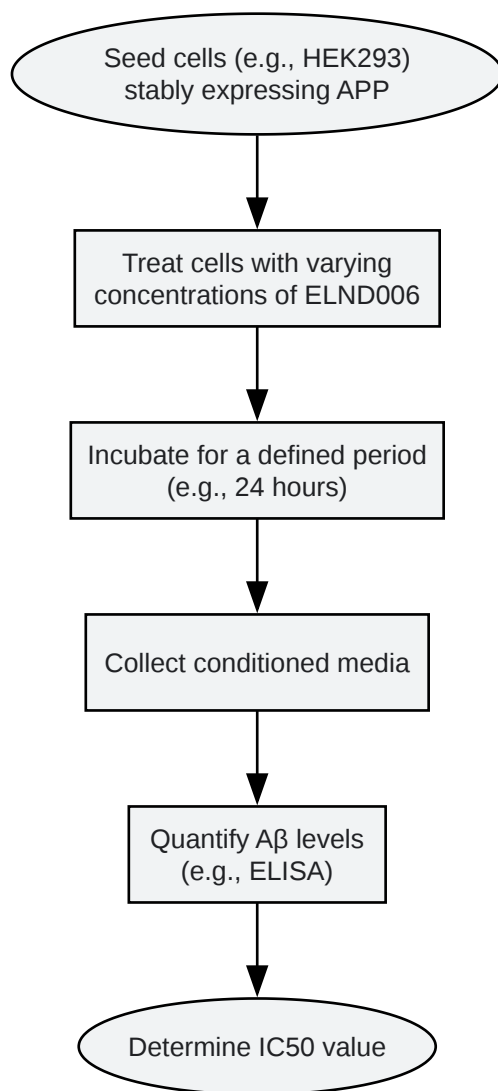 Seed cells (e.g., HEK293)
stably expressing APP
Treat cells with varying
concentrations of ELND006
Incubate for a defined period
(e.g., 24 hours)
Collect conditioned media
Quantify Aβ levels
(e.g., ELISA)
Determine IC50 value